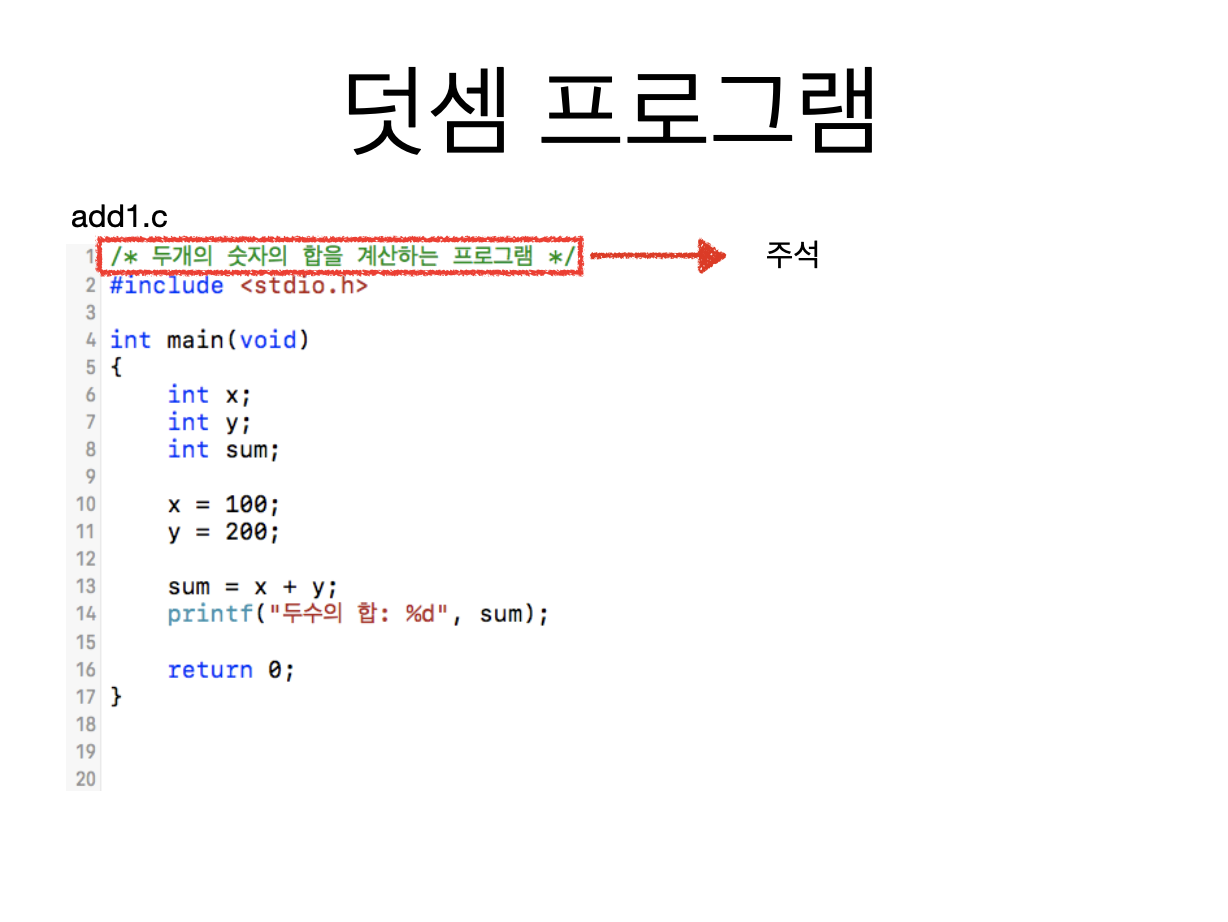 덧셈 프로그램
add1.c
1 /* 두개의 숫자의 합을 계산하는 프로그램 */ 주석
2 #include <stdio.h>
3
4 int main(void)
5 {
6     int x;
7     int y;
8     int sum;
9
10     x = 100;
11     y = 200;
12
13     sum = x + y;
14     printf("두수의 합: %d", sum);
15
16     return 0;
17 }
18
19
20